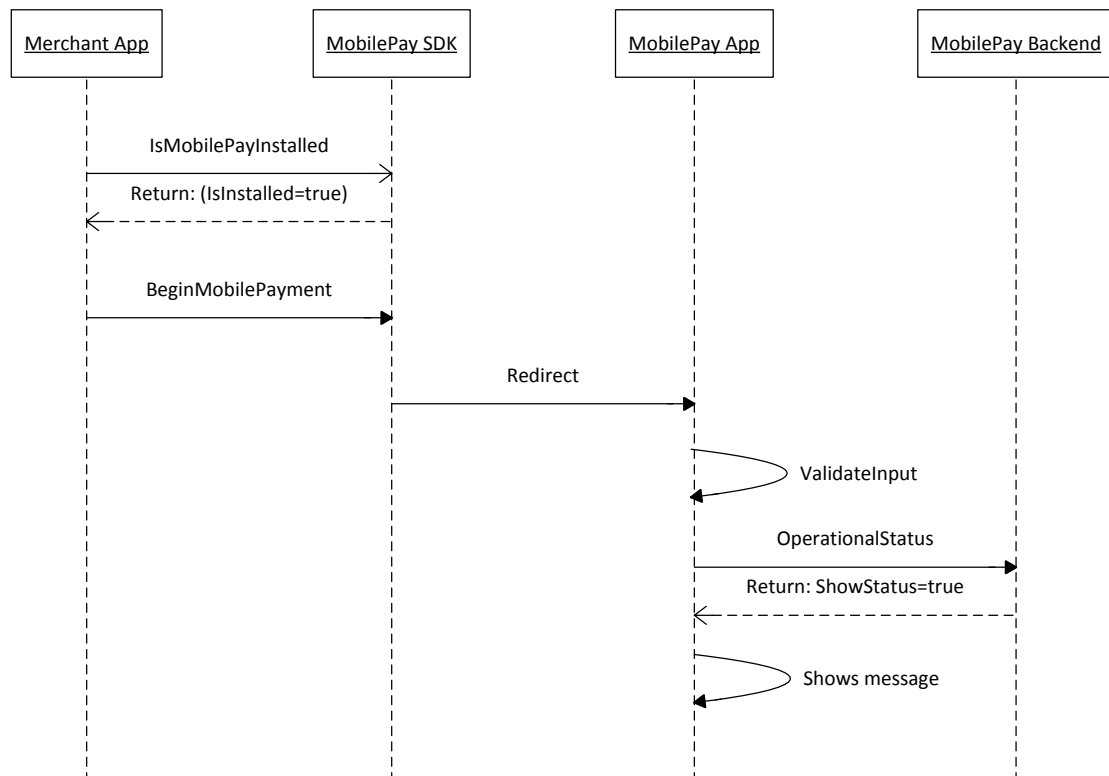 Merchant App
MobilePay SDK
MobilePay App
MobilePay Backend
IsMobilePayInstalled
Return: (IsInstalled=true)
BeginMobilePayment
Redirect
ValidateInput
OperationalStatus
Return: ShowStatus=true
Shows message